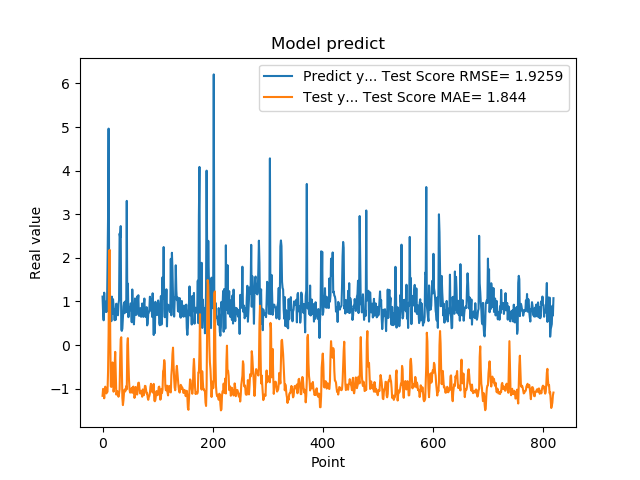 Model predict
Predict y... Test Score RMSE= 1.9259
Test y... Test Score MAE= 1.844
Real value
6
5
4
3
2
1
0
−1
0 200 400 600 800
Point